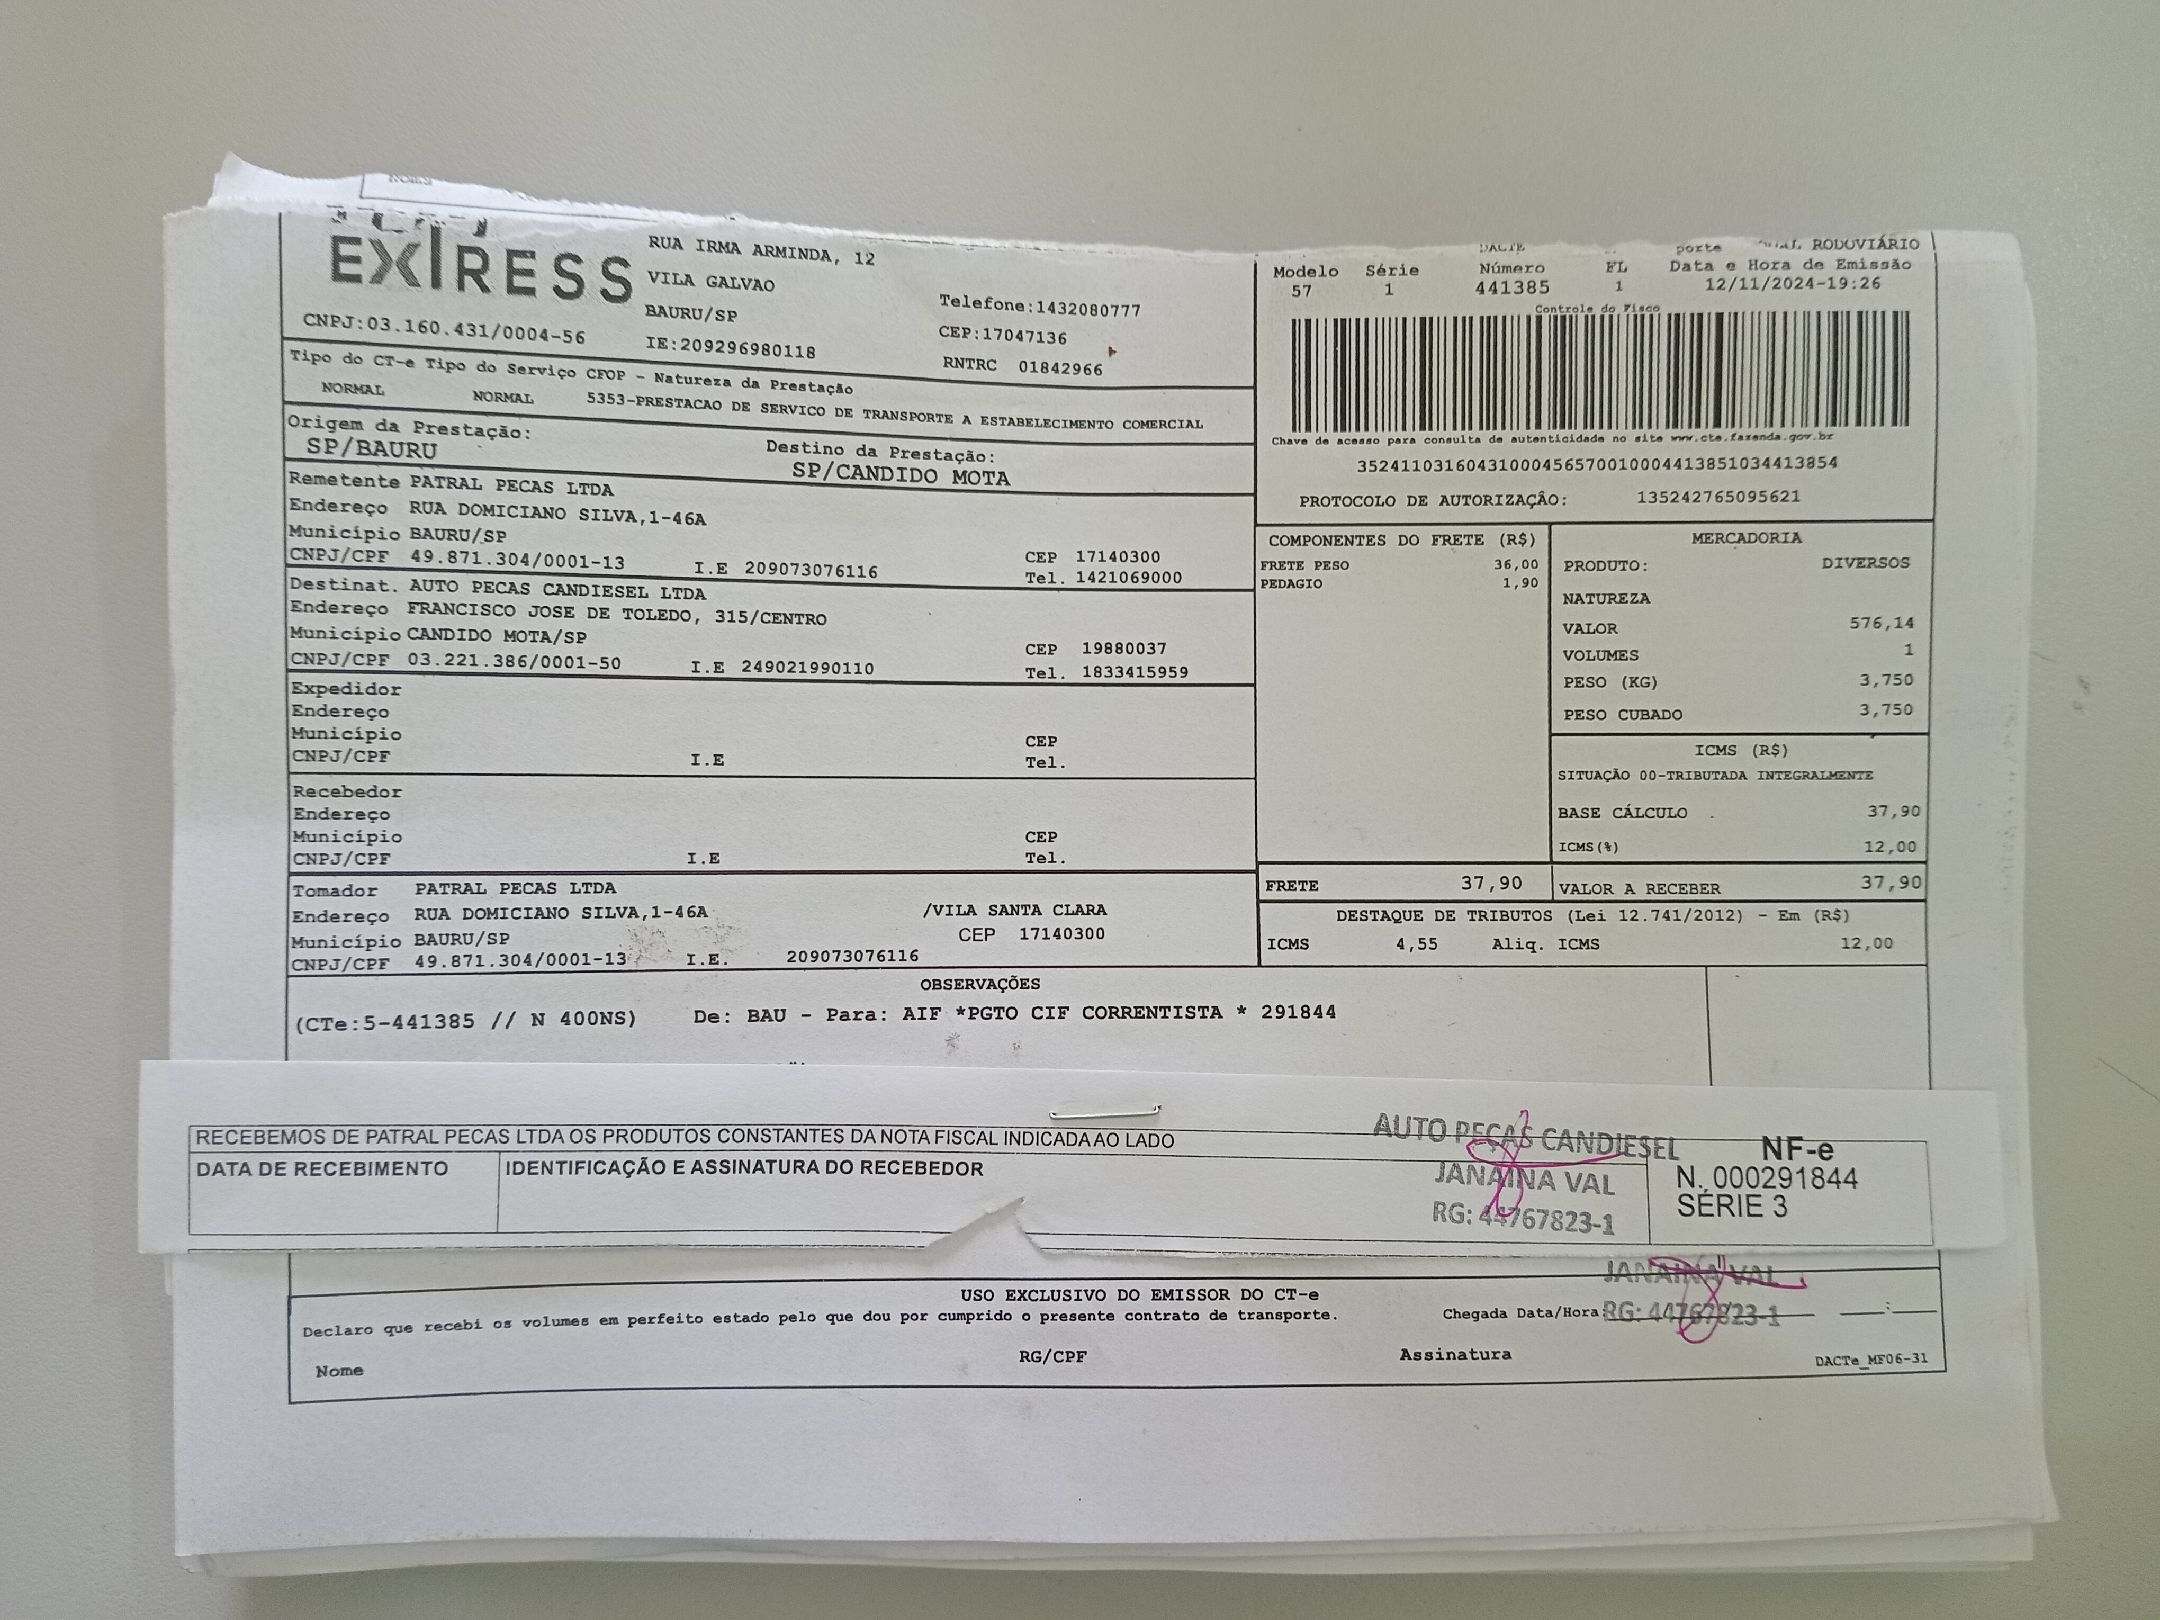 EXPRESS
RUA IRMA ARMINDA, 12
VILA GALVAO
BAURU/SP
Telefone:1432080777
CNPJ:03.160.431/0004-56
IE:209296980118
CEP:17047136
RNTRC 01842966
DACTE
porte
RODOVIÁRIO
Modelo Série Número FL Data e Hora de Emissão
57 1 441385 1 12/11/2024-19:26
Controle do Fisco
Chave de acesso para consulta de autenticidade no site www.cte.fazenda.gov.br
35241103160431000456570010004413851034413854
PROTOCOLO DE AUTORIZAÇÂO: 135242765095621
Tipo do CT-e Tipo do Serviço CFOP - Natureza da Prestação
NORMAL NORMAL 5353-PRESTACAO DE SERVICO DE TRANSPORTE A ESTABELECIMENTO COMERCIAL
Origem da Prestação: Destino da Prestação:
SP/BAURU SP/CANDIDO MOTA
Remetente PATRAL PECAS LTDA
Endereço RUA DOMICIANO SILVA,1-46A
Município BAURU/SP CEP 17140300
CNPJ/CPF 49.871.304/0001-13 I.E 209073076116 Tel. 1421069000
Destinat. AUTO PECAS CANDIESEL LTDA
Endereço FRANCISCO JOSE DE TOLEDO, 315/CENTRO
Município CANDIDO MOTA/SP CEP 19880037
CNPJ/CPF 03.221.386/0001-50 I.E 249021990110 Tel. 1833415959
Expedidor
Endereço
Município CEP
CNPJ/CPF I.E Tel.
Recebedor
Endereço
Município CEP
CNPJ/CPF I.E Tel.
Tomador PATRAL PECAS LTDA
Endereço RUA DOMICIANO SILVA,1-46A /VILA SANTA CLARA
Município BAURU/SP CEP 17140300
CNPJ/CPF 49.871.304/0001-13 I.E. 209073076116
COMPONENTES DO FRETE (R$)
FRETE PESO 36,00
PEDAGIO 1,90
MERCADORIA
PRODUTO: DIVERSOS
NATUREZA
VALOR 576,14
VOLUMES 1
PESO (KG) 3,750
PESO CUBADO 3,750
ICMS (R$)
SITUAÇÃO 00-TRIBUTADA INTEGRALMENTE
BASE CÁLCULO 37,90
ICMS(%) 12,00
FRETE 37,90 VALOR A RECEBER 37,90
DESTAQUE DE TRIBUTOS (Lei 12.741/2012) - Em (R$)
ICMS 4,55 Aliq. ICMS 12,00
OBSERVAÇÕES
(CTe:5-441385 // N 400NS) De: BAU - Para: AIF *PGTO CIF CORRENTISTA * 291844
RECEBEMOS DE PATRAL PECAS LTDA OS PRODUTOS CONSTANTES DA NOTA FISCAL INDICADA AO LADO
DATA DE RECEBIMENTO IDENTIFICAÇÃO E ASSINATURA DO RECEBEDOR
AUTO PEÇAS CANDIESEL
JANAINA VAL
RG: 44767823-1
NF-e
N. 000291844
SÉRIE 3
JANAINA VAL
RG: 44767823-1
USO EXCLUSIVO DO EMISSOR DO CT-e
Declaro que recebi os volumes em perfeito estado pelo que dou por cumprido o presente contrato de transporte. Chegada Data/Hora:
Nome RG/CPF Assinatura DACTe_MF06-31